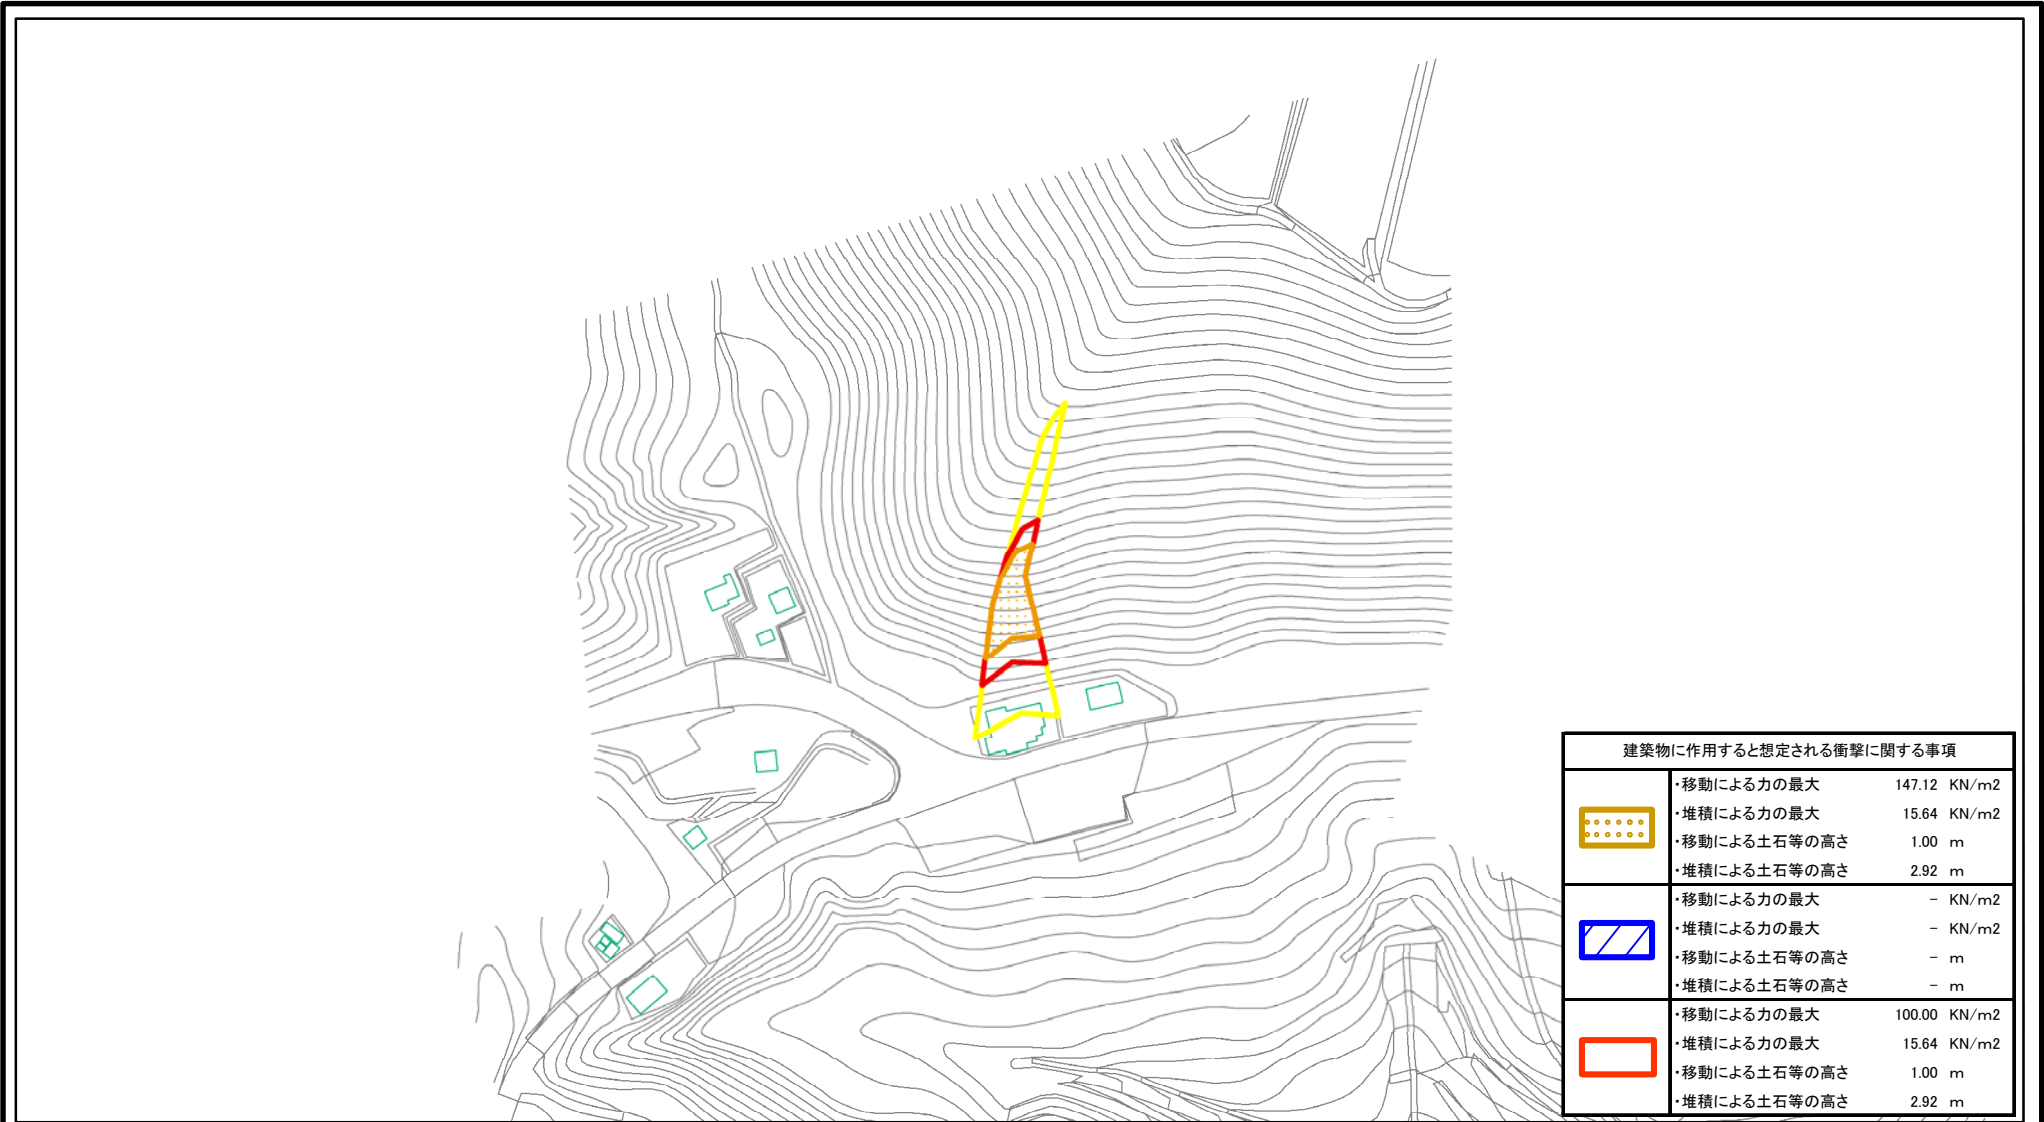 建築物に作用すると想定される衝撃に関する事項
・移動による力の最大 147.12 KN/m2
・堆積による力の最大 15.64 KN/m2
・移動による土石等の高さ 1.00 m
・堆積による土石等の高さ 2.92 m
・移動による力の最大 － KN/m2
・堆積による力の最大 － KN/m2
・移動による土石等の高さ － m
・堆積による土石等の高さ － m
・移動による力の最大 100.00 KN/m2
・堆積による力の最大 15.64 KN/m2
・移動による土石等の高さ 1.00 m
・堆積による土石等の高さ 2.92 m